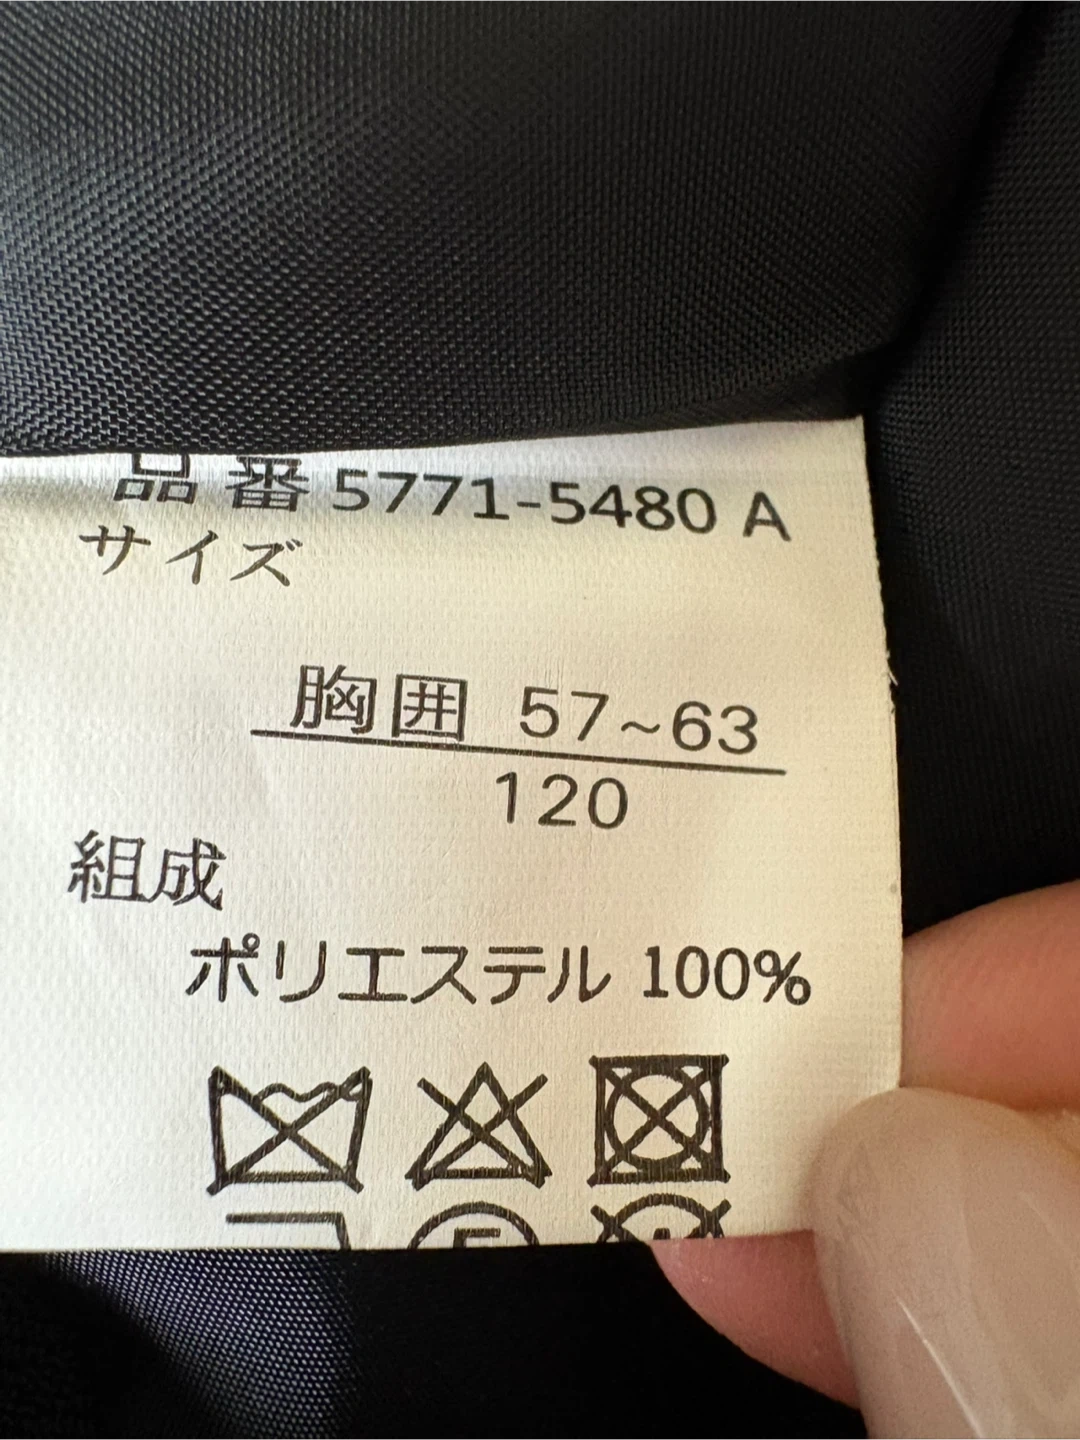 品番 5771-5480 A
サイズ
胸囲 57~63
120
組成
ポリエステル 100%